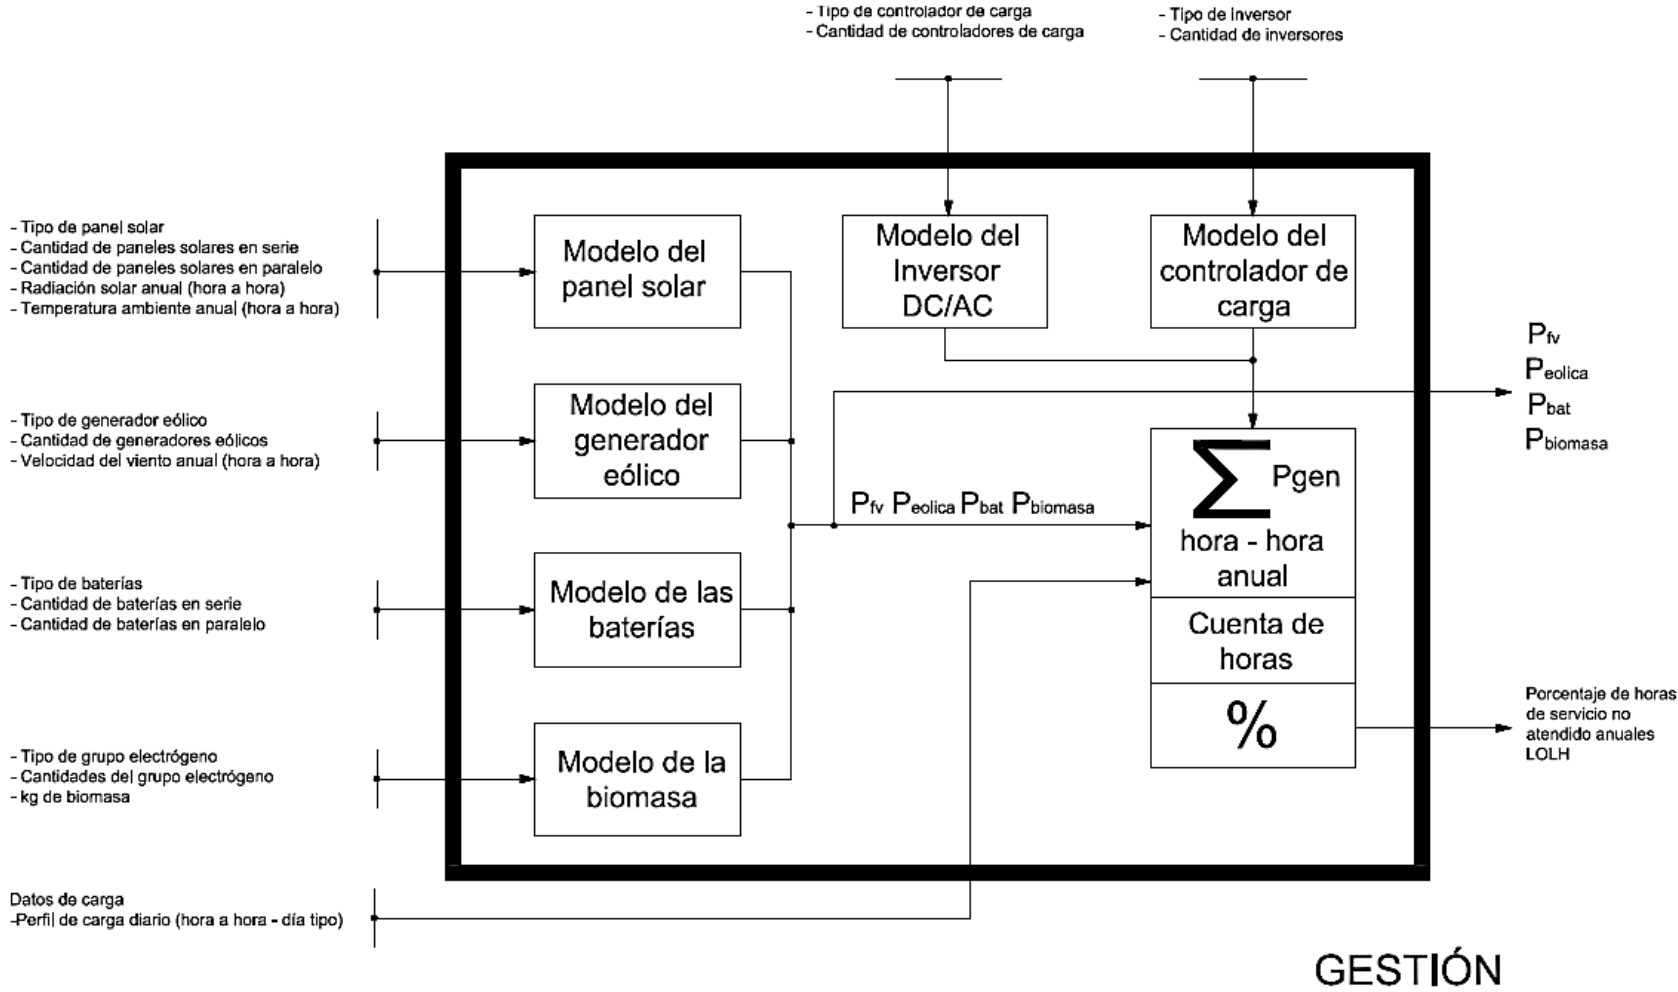 - Tipo de controlador de carga
- Cantidad de controladores de carga
- Tipo de inversor
- Cantidad de inversores
- Tipo de panel solar
- Cantidad de paneles solares en serie
- Cantidad de paneles solares en paralelo
- Radiación solar anual (hora a hora)
- Temperatura ambiente anual (hora a hora)
Modelo del
panel solar
Modelo del
Inversor
DC/AC
Modelo del
controlador de
carga
- Tipo de generador eólico
- Cantidad de generadores eólicos
- Velocidad del viento anual (hora a hora)
Modelo del
generador
eólico
Pfv
Peolica
Pbat
Pbiomasa
Pfv Peolica Pbat Pbiomasa
∑ Pgen
hora - hora
anual
Cuenta de
horas
%
- Tipo de baterías
- Cantidad de baterías en serie
- Cantidad de baterías en paralelo
Modelo de las
baterías
- Tipo de grupo electrógeno
- Cantidades del grupo electrógeno
- kg de biomasa
Modelo de la
biomasa
Porcentaje de horas
de servicio no
atendido anuales
LOLH
Datos de carga
-Perfil de carga diario (hora a hora - día tipo)
GESTIÓN